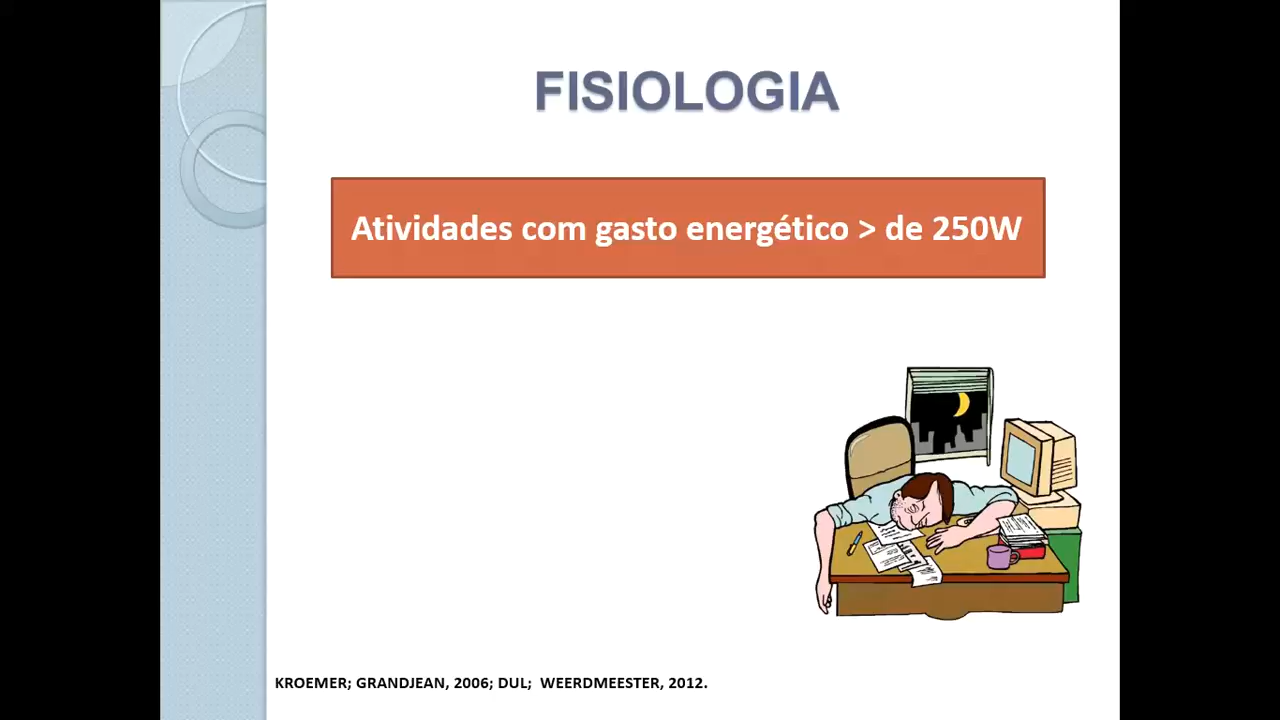 FISIOLOGIA
Atividades com gasto energético > de 250W
KROEMER; GRANDJEAN, 2006; DUL; WEERDMEESTER, 2012.